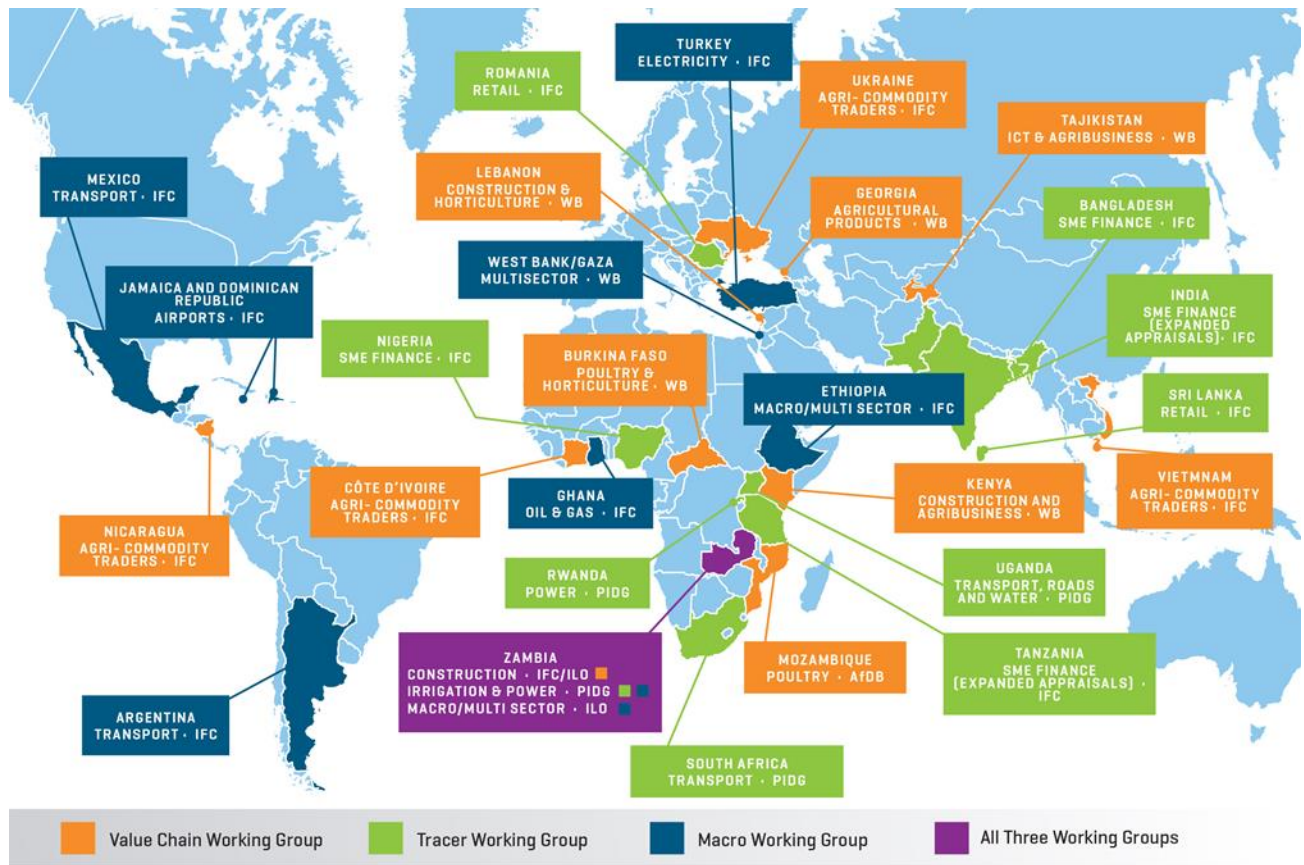 TURKEY
ELECTRICITY · IFC
ROMANIA
RETAIL · IFC
UKRAINE
AGRI- COMMODITY
TRADERS · IFC
TAJIKISTAN
ICT & AGRIBUSINESS · WB
MEXICO
TRANSPORT · IFC
LEBANON
CONSTRUCTION &
HORTICULTURE · WB
GEORGIA
AGRICULTURAL
PRODUCTS · WB
BANGLADESH
SME FINANCE · IFC
WEST BANK/GAZA
MULTISECTOR · WB
JAMAICA AND DOMINICAN
REPUBLIC
AIRPORTS · IFC
INDIA
SME FINANCE
(EXPANDED
APPRAISALS)· IFC
NIGERIA
SME FINANCE · IFC
BURKINA FASO
POULTRY &
HORTICULTURE · WB
ETHIOPIA
MACRO/MULTI SECTOR · IFC
SRI LANKA
RETAIL · IFC
CÔTE D'IVOIRE
AGRI- COMMODITY
TRADERS · IFC
GHANA
OIL & GAS · IFC
KENYA
CONSTRUCTION AND
AGRIBUSINESS · WB
VIETMNAM
AGRI- COMMODITY
TRADERS · IFC
NICARAGUA
AGRI- COMMODITY
TRADERS · IFC
RWANDA
POWER · PIDG
UGANDA
TRANSPORT, ROADS
AND WATER · PIDG
ZAMBIA
CONSTRUCTION · IFC/ILO
IRRIGATION & POWER · PIDG
MACRO/MULTI SECTOR · ILO
MOZAMBIQUE
POULTRY · AfDB
TANZANIA
SME FINANCE
(EXPANDED APPRAISALS) ·
IFC
ARGENTINA
TRANSPORT · IFC
SOUTH AFRICA
TRANSPORT · PIDG
Value Chain Working Group
Tracer Working Group
Macro Working Group
All Three Working Groups